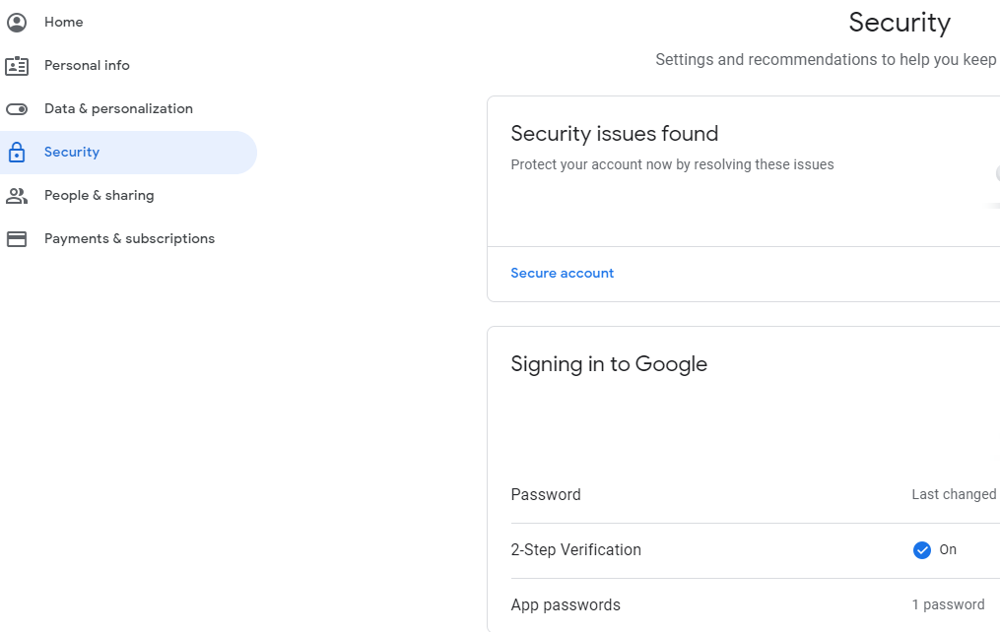 Home
Personal info
Data & personalization
Security
People & sharing
Payments & subscriptions
Security
Settings and recommendations to help you keep
Security issues found
Protect your account now by resolving these issues
Secure account
Signing in to Google
Password Last changed
2-Step Verification On
App passwords 1 password